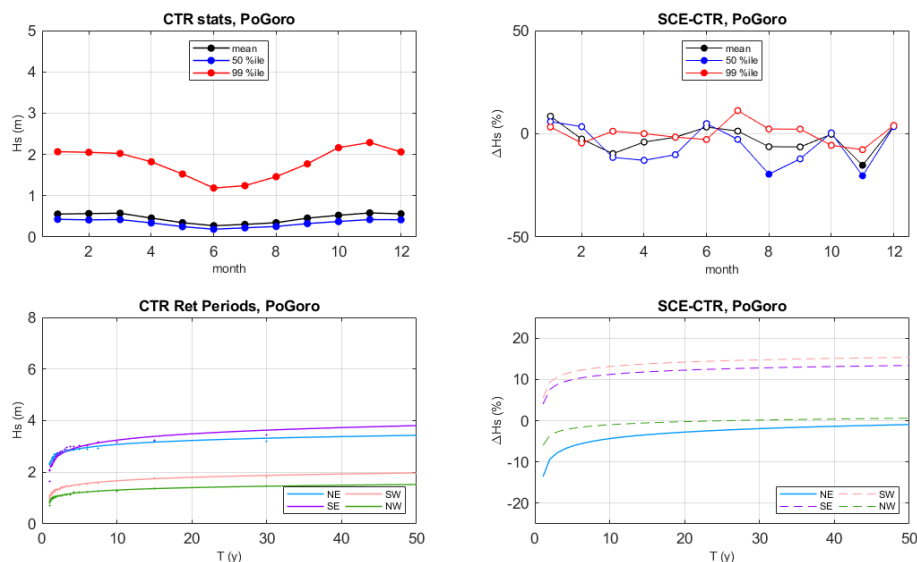 CTR stats, PoGoro
5
4
3
2
1
0
Hs (m)
mean
50 %ile
99 %ile
2 4 6 8 10 12
month
SCE-CTR, PoGoro
50
0
-50
ΔHs (%)
mean
50 %ile
99 %ile
2 4 6 8 10 12
month
CTR Ret Periods, PoGoro
8
6
4
2
0
Hs (m)
NE SW
SE NW
0 10 20 30 40 50
T (y)
SCE-CTR, PoGoro
20
10
0
-10
-20
ΔHs (%)
NE SW
SE NW
0 10 20 30 40 50
T (y)